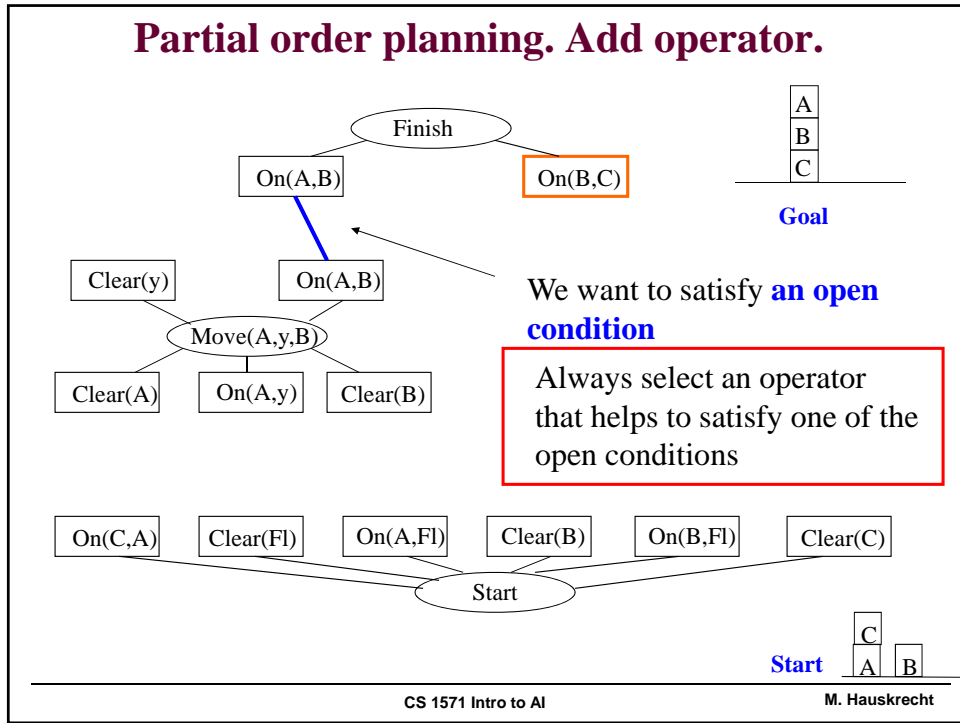 Partial order planning. Add operator.
Finish
On(A,B)
On(B,C)
A
B
C
Goal
Clear(y)
On(A,B)
Move(A,y,B)
Clear(A)
On(A,y)
Clear(B)
We want to satisfy an open
condition
Always select an operator
that helps to satisfy one of the
open conditions
On(C,A)
Clear(Fl)
On(A,Fl)
Clear(B)
On(B,Fl)
Clear(C)
Start
C
Start
A
B
CS 1571 Intro to AI
M. Hauskrecht